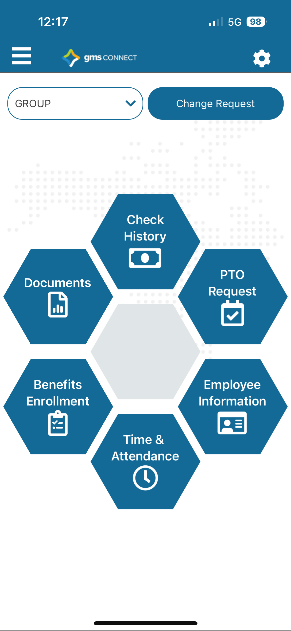 12:17
5G 98
gms CONNECT
GROUP
Change Request
Check
History
Documents
PTO
Request
Benefits
Enrollment
Employee
Information
Time &
Attendance